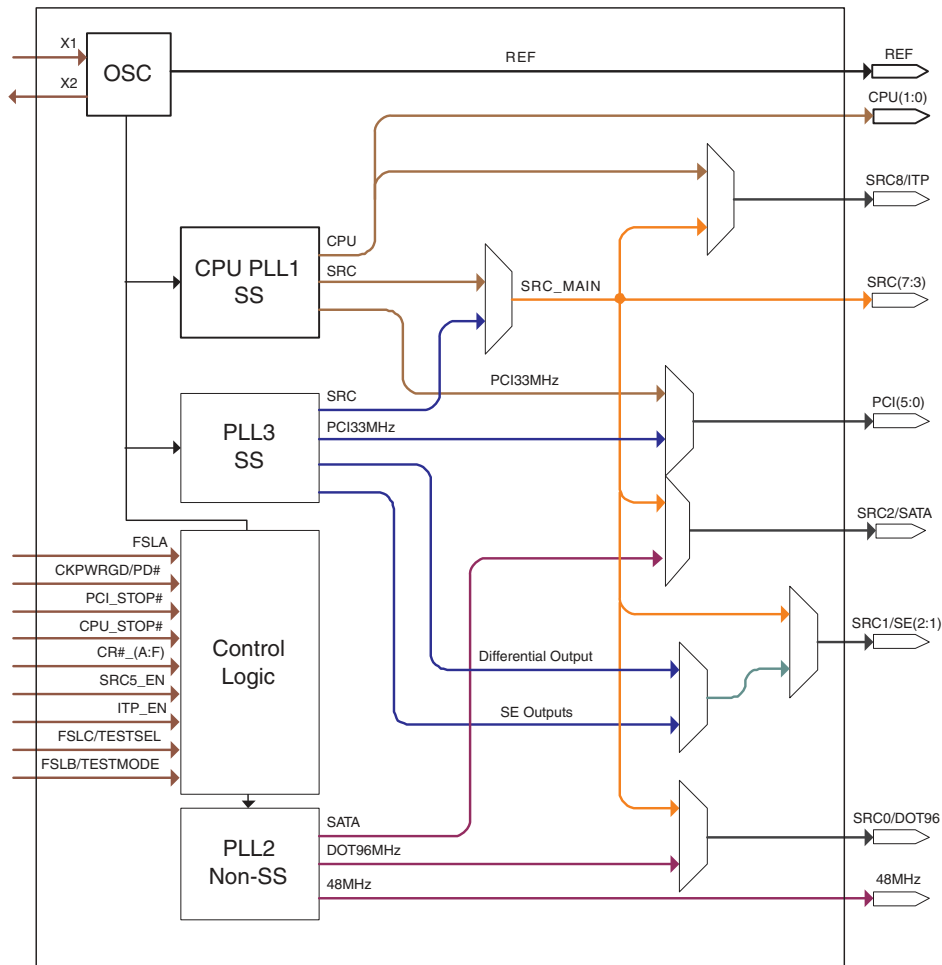 X1
X2
OSC
REF
REF
CPU(1:0)
SRC8/ITP
CPU PLL1
SS
CPU
SRC
SRC_MAIN
SRC(7:3)
PCI33MHz
PCI(5:0)
PLL3
SS
SRC
PCI33MHz
SRC2/SATA
FSLA
CKPWRGD/PD#
PCI_STOP#
CPU_STOP#
CR#_(A:F)
SRC5_EN
ITP_EN
FSLC/TESTSEL
FSLB/TESTMODE
Control
Logic
Differential Output
SE Outputs
SRC1/SE(2:1)
PLL2
Non-SS
SATA
DOT96MHz
48MHz
SRC0/DOT96
48MHz